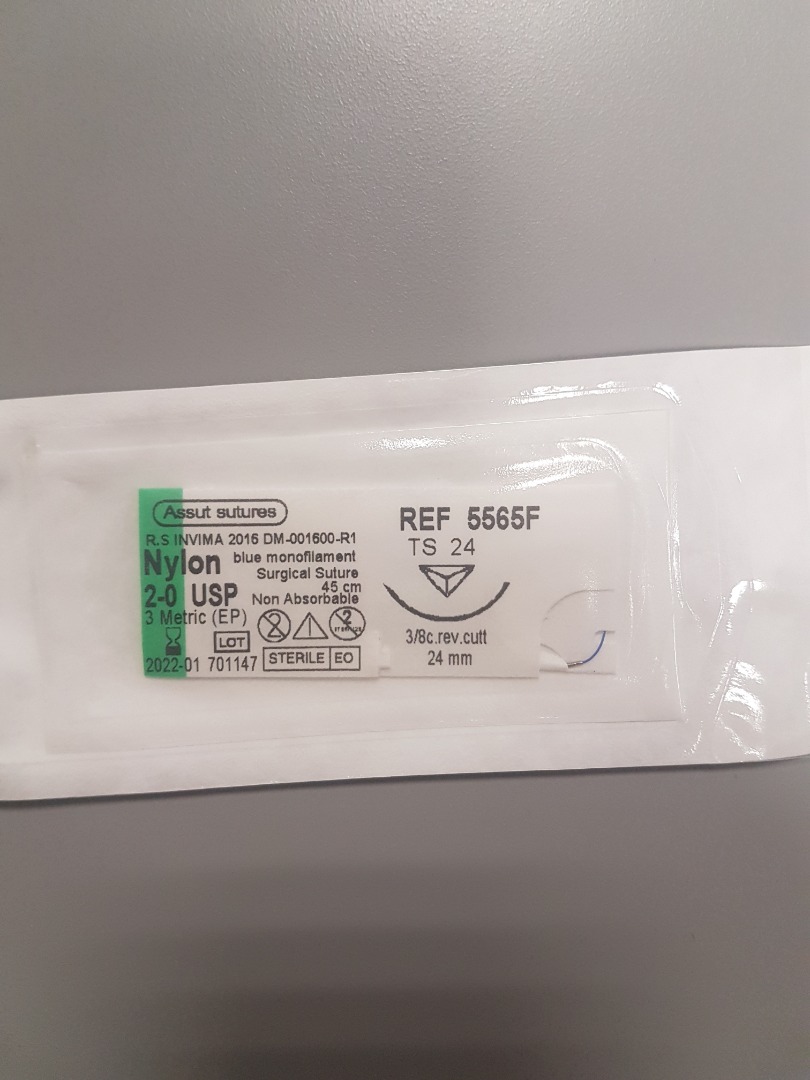 Assut sutures
R.S INVIMA 2016 DM-001600-R1
Nylon blue monofilament
Surgical Suture
45 cm
2-0 USP Non Absorbable
3 Metric (EP)
2
LOT
2022-01 701147 STERILE EO
REF 5565F
TS 24
3/8c.rev.cutt
24 mm